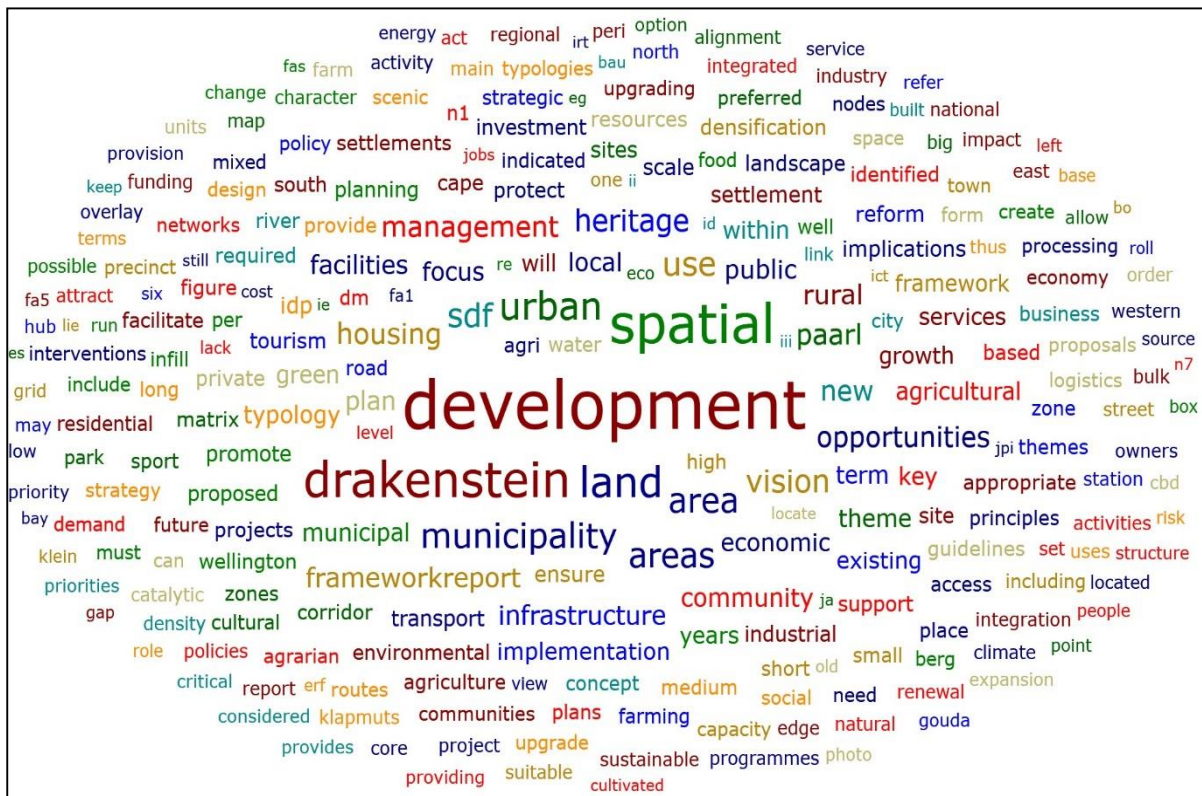 energy act regional irt peri option alignment
fas farm activity main typologies bau north integrated service
change character scenic strategic eg upgrading preferred industry refer
units map n1 investment resources densification nodes built national
provision mixed policy settlements jobs indicated sites scale food landscape space big impact left
keep funding design south planning cape protect one ii settlement identified town east base
overlay networks river provide management heritage id within well reform form create allow bo
terms required facilities focus re will local eco use public link implications thus processing roll
possible precinct still figure cost idp ie dm fa1 rural ict framework economy order
fa5 attract six sdf urban spatial iii paarl city services business western
hub lie run facilitate per tourism housing agri water growth based proposals source
es interventions infill lack road n7
grid include long private green development new agricultural logistics bulk
may residential matrix typology plan level zone street box
low park sport promote drakenstein land area high vision opportunities jpi themes owners
priority strategy proposed term key appropriate station cbd
bay demand future projects municipal municipality areas locate economic theme site principles activities risk
klein must can wellington frameworkreport ensure existing guidelines set uses structure
priorities catalytic zones access including located
gap density cultural corridor transport infrastructure community ja support place integration people
role policies agrarian environmental implementation years industrial short old small berg climate point
critical report erf routes agriculture view concept medium social need renewal expansion
considered klapmuts communities plans farming capacity edge natural gouda
provides core project upgrade sustainable programmes photo
providing suitable cultivated